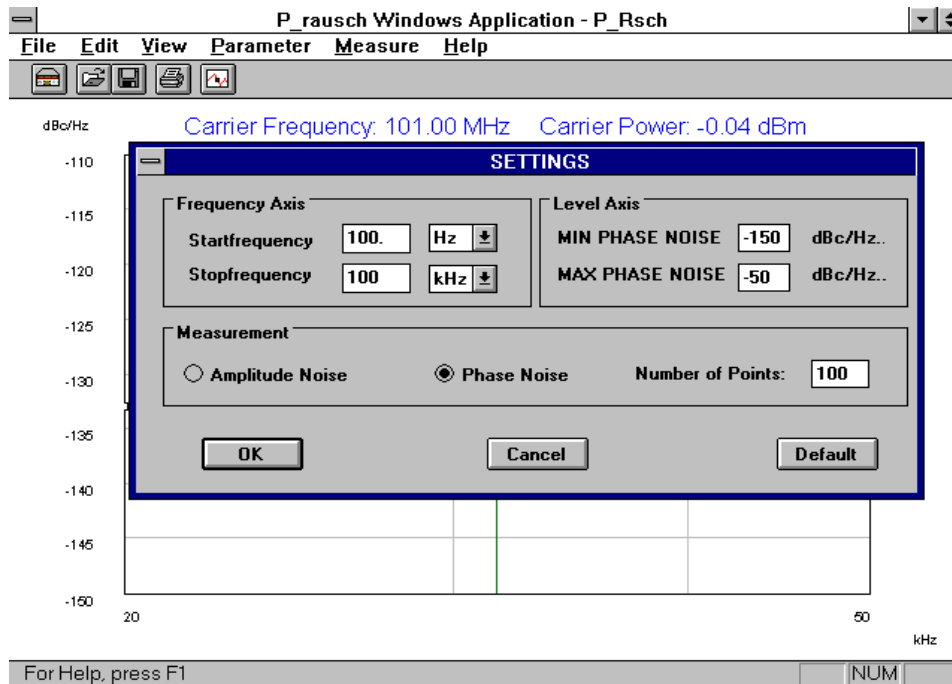 P_rausch Windows Application - P_Rsch
File Edit View Parameter Measure Help
dBc/Hz
Carrier Frequency: 101.00 MHz Carrier Power: -0.04 dBm
-110
-115
-120
-125
-130
-135
-140
-145
-150
SETTINGS
Frequency Axis
Startfrequency 100. Hz
Stopfrequency 100 kHz
Level Axis
MIN PHASE NOISE -150 dBc/Hz..
MAX PHASE NOISE -50 dBc/Hz..
Measurement
Amplitude Noise Phase Noise Number of Points: 100
OK Cancel Default
20 50
kHz
For Help, press F1 NUM